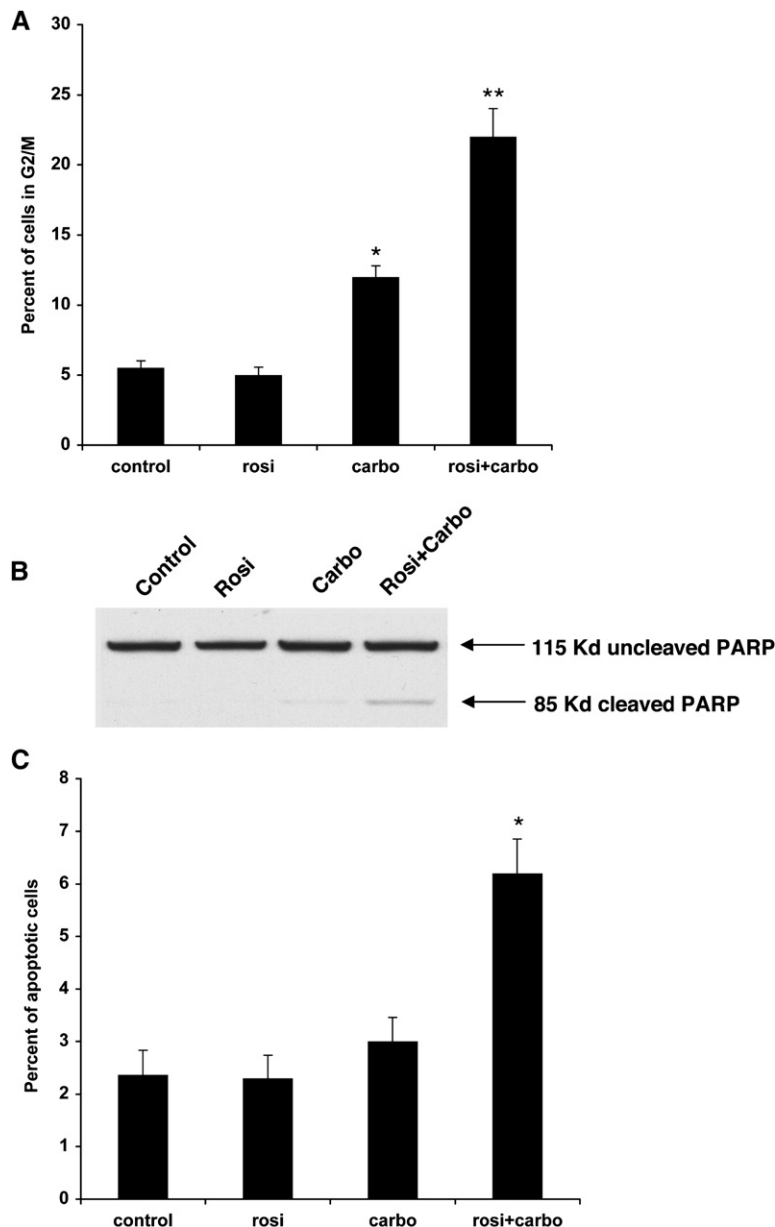 A
30
25
20
15
10
5
0
Percent of cells in G2/M
*
**
control rosi carbo rosi+carbo
B
Control Rosi Carbo Rosi+Carbo
115 Kd uncleaved PARP
85 Kd cleaved PARP
C
8
7
6
5
4
3
2
1
0
Percent of apoptotic cells
*
control rosi carbo rosi+carbo